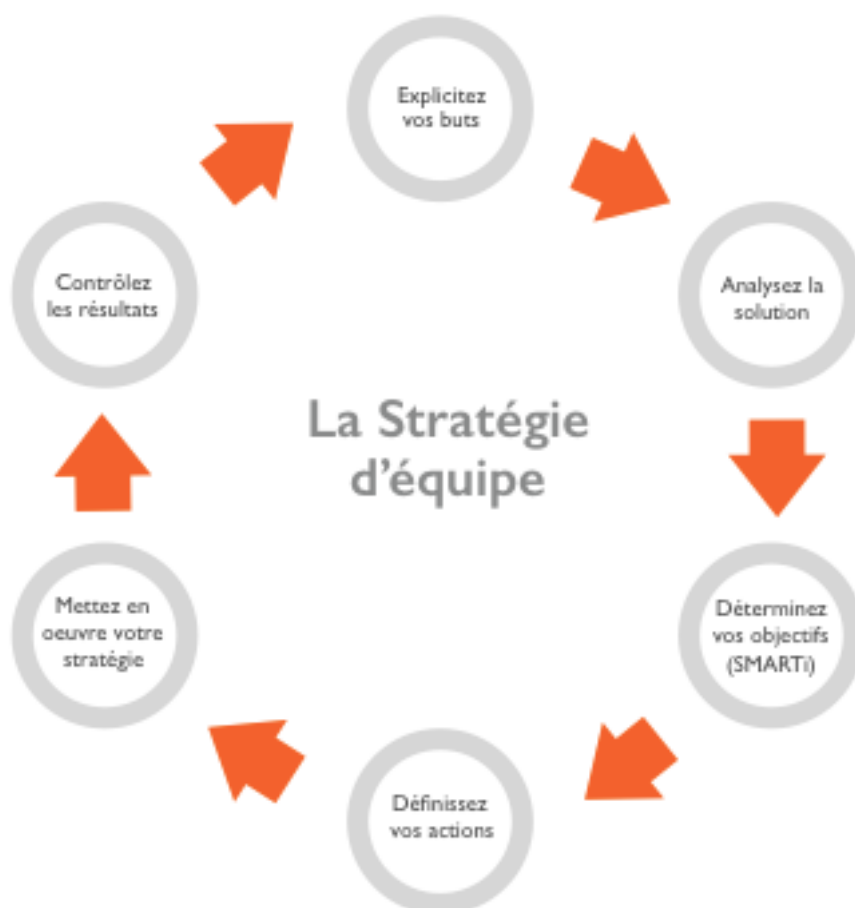 Explicitez
vos buts
Analysez la
solution
Déterminez
vos objectifs
(SMARTi)
Définissez
vos actions
Mettez en
oeuvre votre
stratégie
Contrôlez
les résultats
La Stratégie
d'équipe